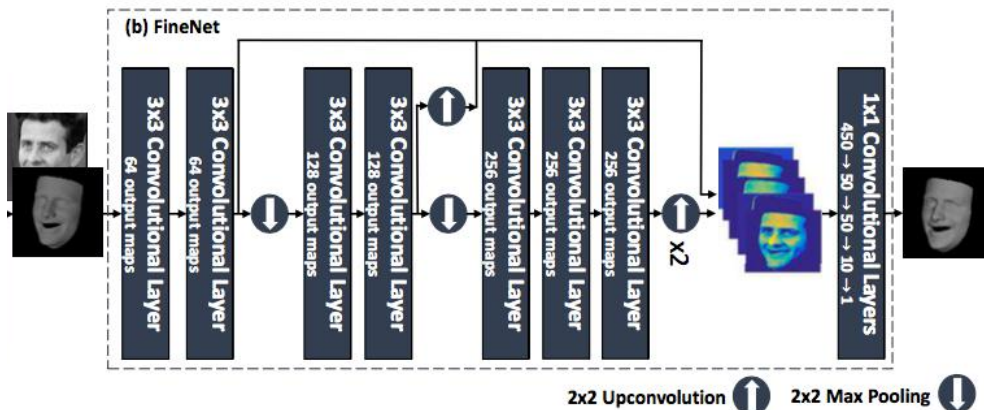 (b) FineNet
3x3 Convolutional Layer
64 output maps
3x3 Convolutional Layer
64 output maps
3x3 Convolutional Layer
128 output maps
3x3 Convolutional Layer
128 output maps
3x3 Convolutional Layer
256 output maps
3x3 Convolutional Layer
256 output maps
3x3 Convolutional Layer
256 output maps
x2
1x1 Convolutional Layers
450 → 50 → 50 → 10 → 1
2x2 Upconvolution
2x2 Max Pooling